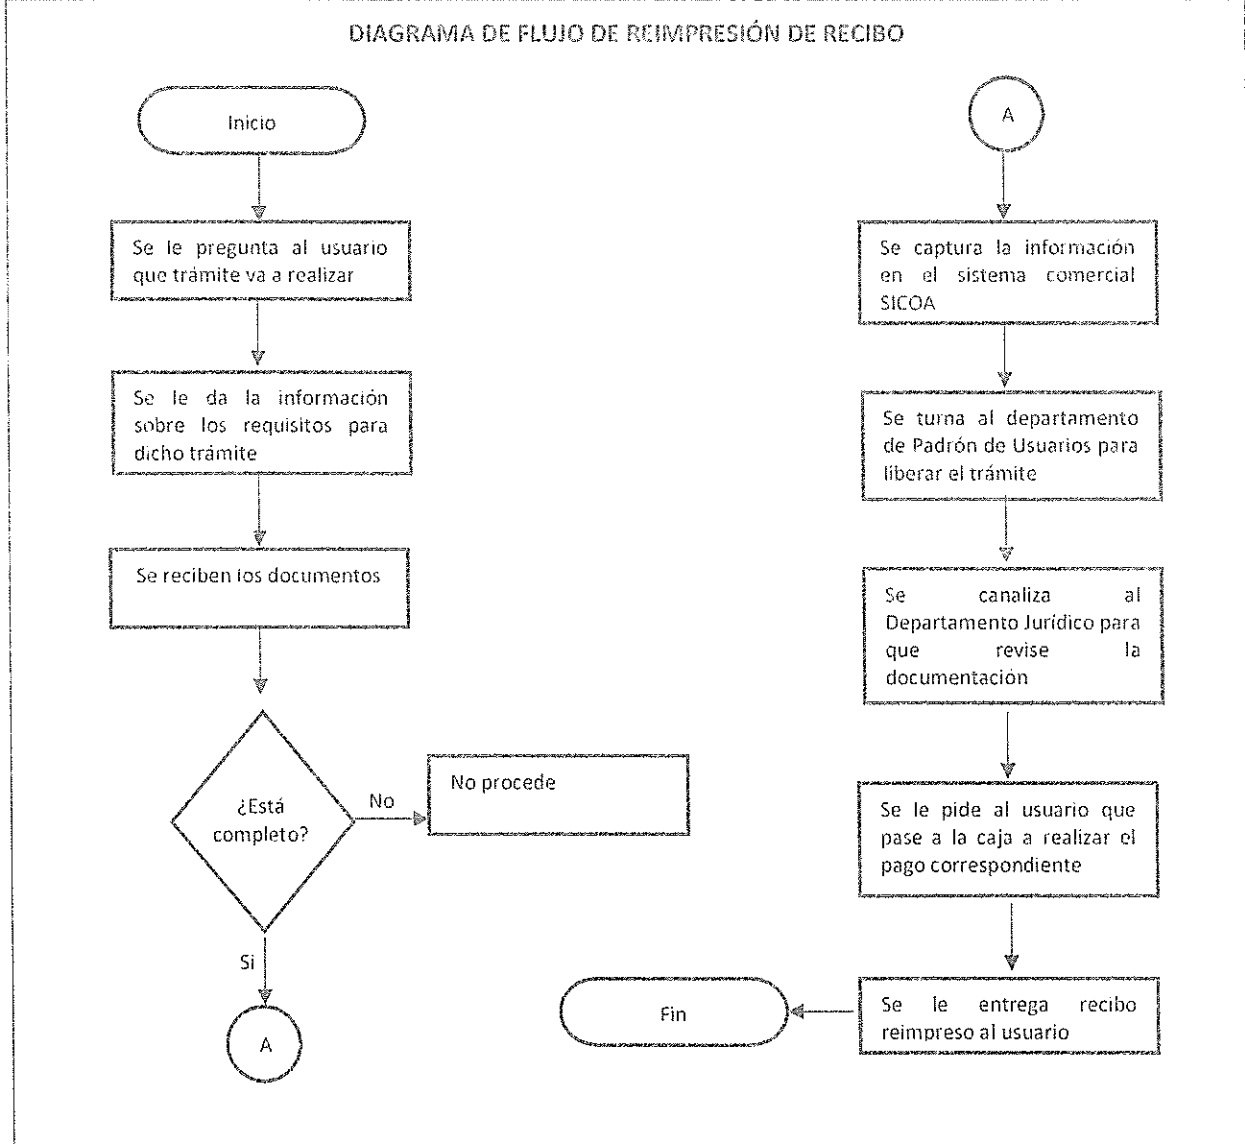 DIAGRAMA DE FLUJO DE REIMPRESIÓN DE RECIBO
Inicio
Se le pregunta al usuario
que trámite va a realizar
Se le da la información
sobre los requisitos para
dicho trámite
Se reciben los documentos
¿Está
completo?
No
No procede
Si
A
A
Se captura la información
en el sistema comercial
SICOA
Se turna al departamento
de Padrón de Usuarios para
liberar el trámite
Se canaliza al
Departamento Jurídico para
que revise la
documentación
Se le pide al usuario que
pase a la caja a realizar el
pago correspondiente
Se le entrega recibo
reimpreso al usuario
Fin